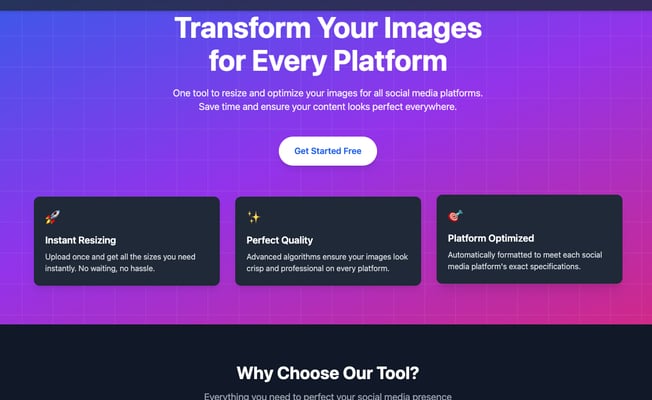 Transform Your Images
for Every Platform
One tool to resize and optimize your images for all social media platforms.
Save time and ensure your content looks perfect everywhere.
Get Started Free
Instant Resizing
Upload once and get all the sizes you need
instantly. No waiting, no hassle.
Perfect Quality
Advanced algorithms ensure your images look
crisp and professional on every platform.
Platform Optimized
Automatically formatted to meet each social
media platform's exact specifications.
Why Choose Our Tool?
Everything you need to perfect your social media presence